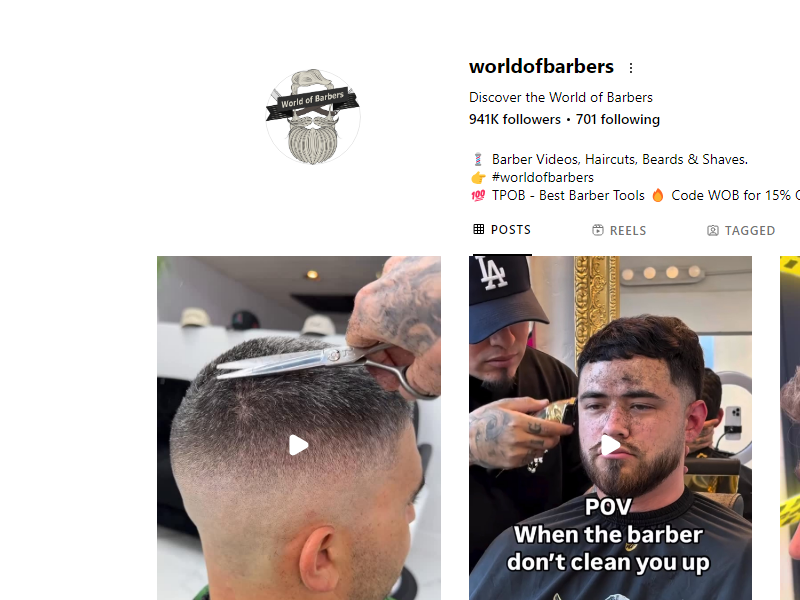 worldofbarbers
World of Barbers
Discover the World of Barbers
941K followers • 701 following
💈 Barber Videos, Haircuts, Beards & Shaves.
👉 #worldofbarbers
💯 TPOB - Best Barber Tools 🔥 Code WOB for 15%
POSTS
REELS
TAGGED
LA
POV
When the barber
don't clean you up